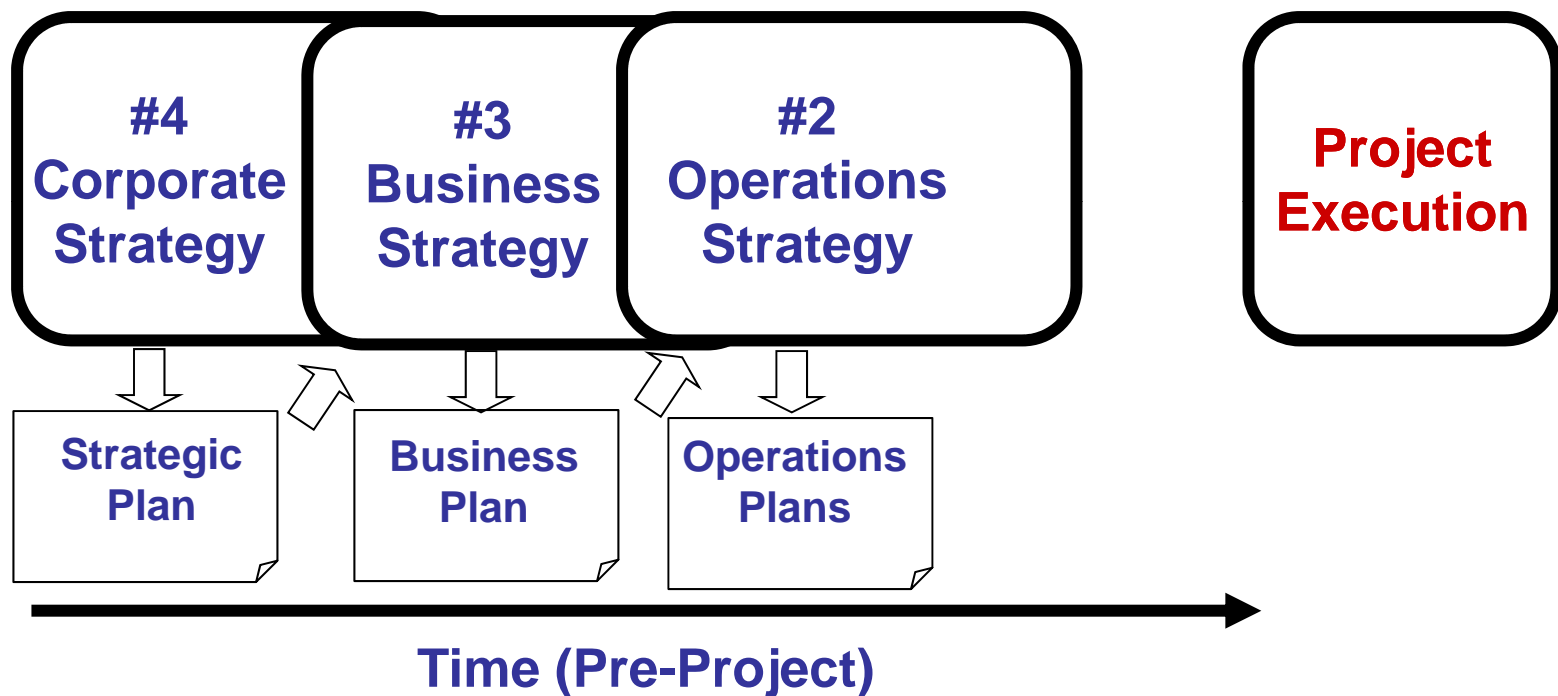 #4
Corporate
Strategy
#3
Business
Strategy
#2
Operations
Strategy
Project
Execution
Strategic
Plan
Business
Plan
Operations
Plans
Time (Pre-Project)